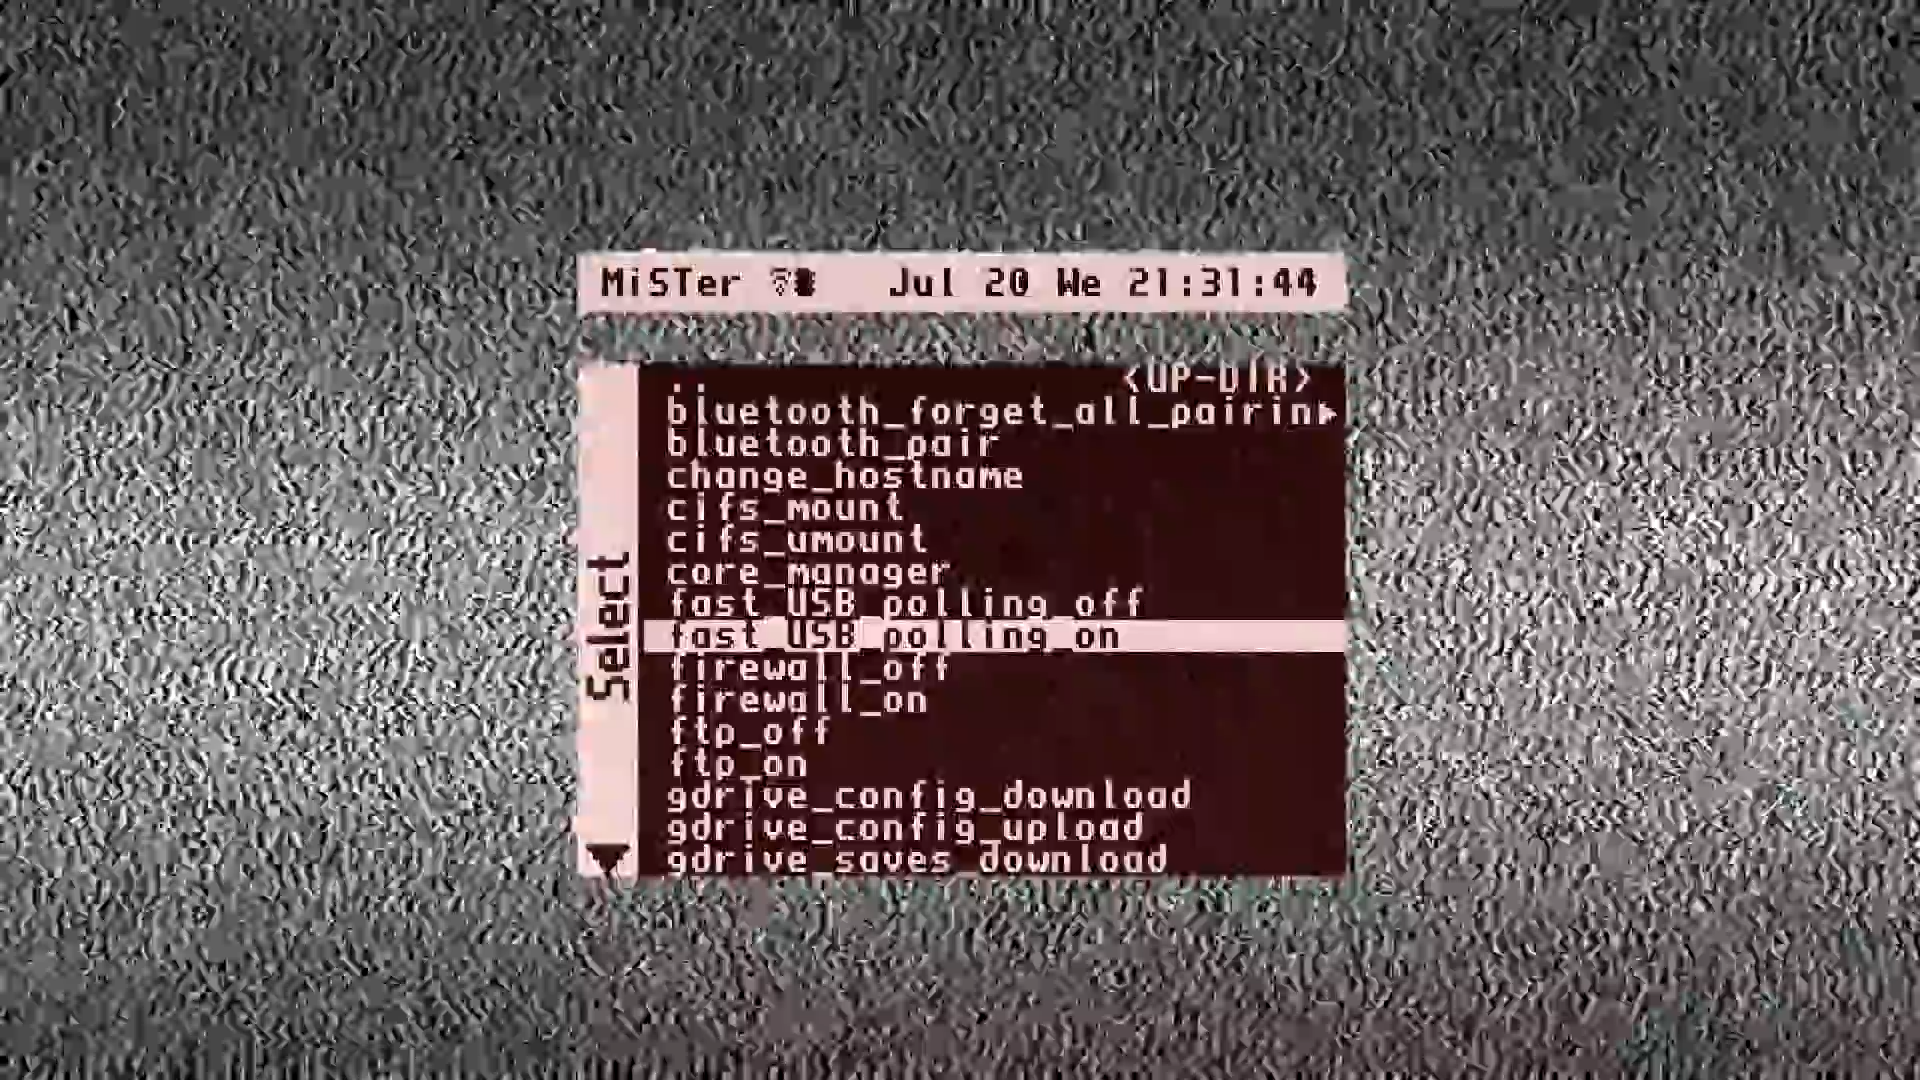 MiSTer Jul 20 We 21:31:44
Select
.. <UP-DIR>
bluetooth_forget_all_pairin
bluetooth_pair
change_hostname
cifs_mount
cifs_umount
core_manager
fast_USB_polling_off
fast_USB_polling_on
firewall_off
firewall_on
ftp_off
ftp_on
gdrive_config_download
gdrive_config_upload
gdrive_saves_download